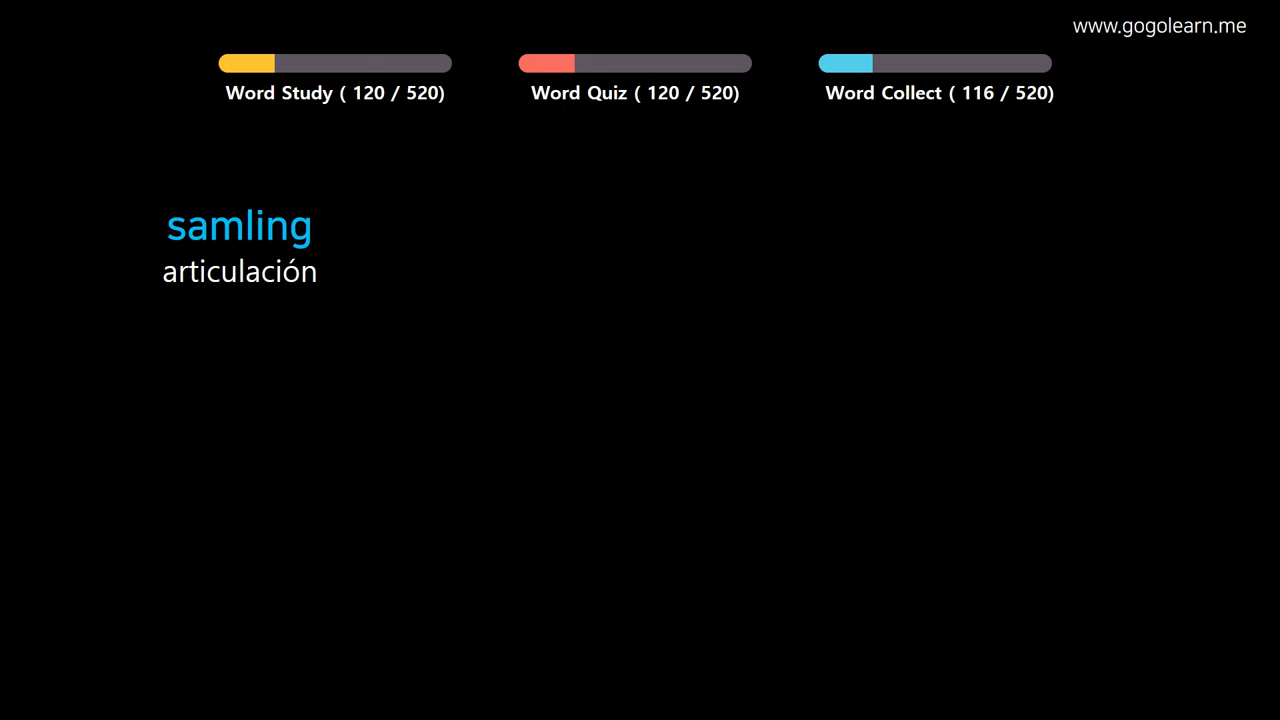 www.gogolearn.me
Word Study ( 120 / 520)
Word Quiz ( 120 / 520)
Word Collect ( 116 / 520)
samling
articulación